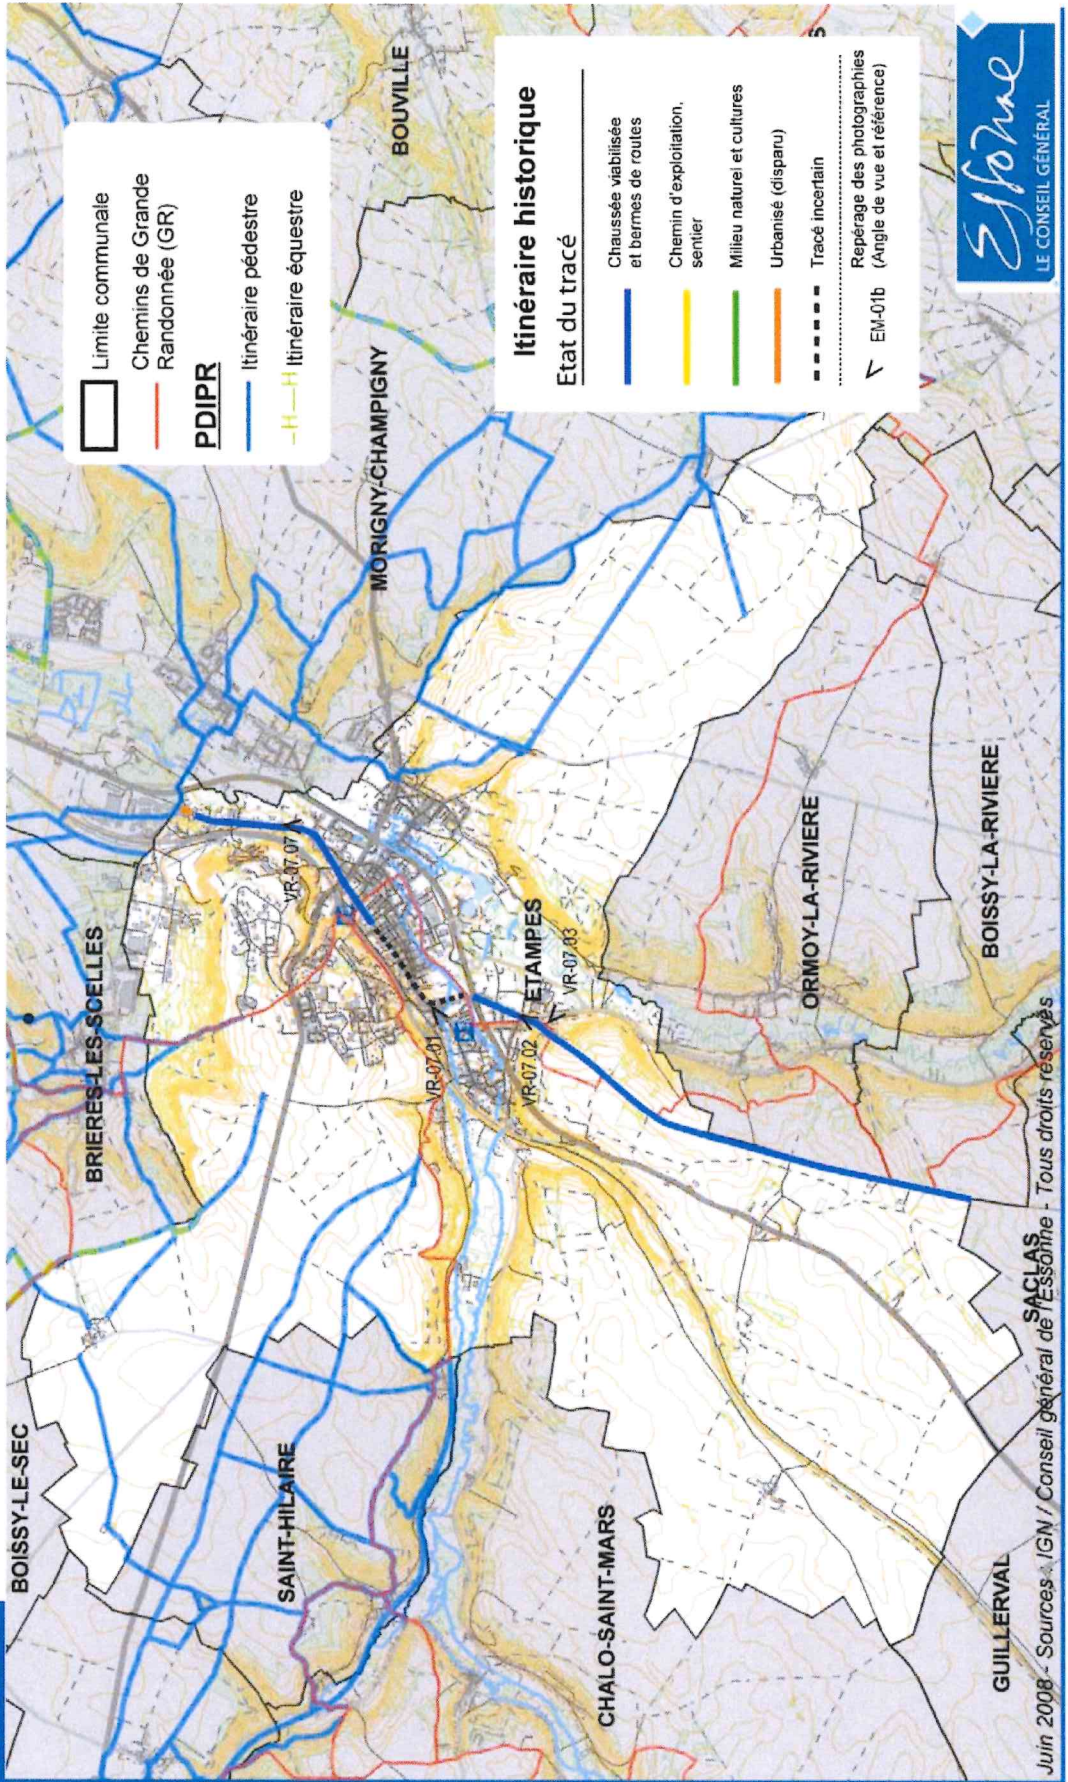 BOISSY-LE-SEC
BRIERES-LES-SCELLES
SAINT-HILAIRE
CHALO-SAINT-MARS
GUILLERVAL
SACLAS
ETAMPES
MORIGNY-CHAMPIGNY
BOUVILLE
ORMOY-LA-RIVIERE
BOISSY-LA-RIVIERE
VR-07.07
VR-07.01
VR-07.02
VR-07.03
Limite communale
Chemins de Grande
Randonnée (GR)
PDIPR
Itinéraire pédestre
Itinéraire équestre
Itinéraire historique
Etat du tracé
Chaussée viabilisée
et bermes de routes
Chemin d'exploitation,
sentier
Milieu naturel et cultures
Urbanisé (disparu)
Tracé incertain
Repérage des photographies
EM-01b (Angle de vue et référence)
S
Essonne
LE CONSEIL GÉNÉRAL
Juin 2008 - Sources : IGN / Conseil général de l'Essonne - Tous droits réservés